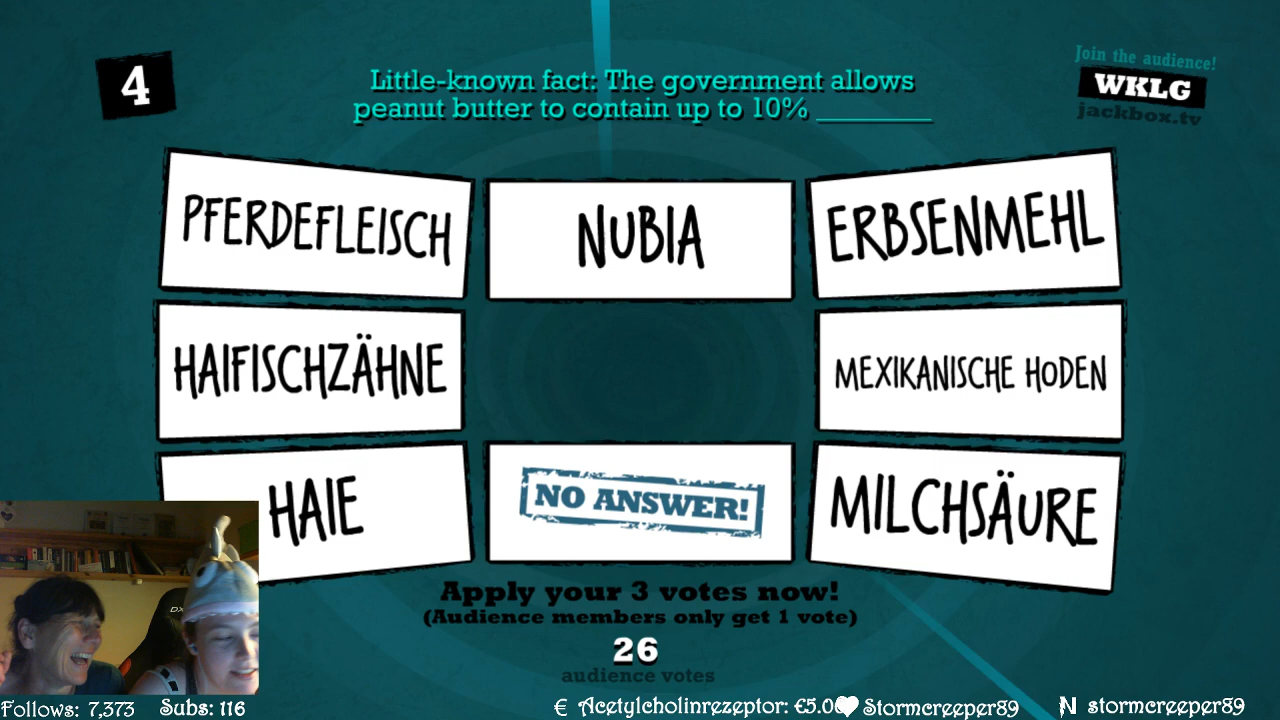 4
Little-known fact: The government allows
peanut butter to contain up to 10% ________
Join the audience!
WKLG
jackbox.tv
PFERDEFLEISCH
NUBIA
ERBSENMEHL
HAIFISCHZÄHNE
MEXIKANISCHE HODEN
HAIE
NO ANSWER!
MILCHSÄURE
Apply your 3 votes now!
(Audience members only get 1 vote)
26
audience votes
Follows: 7,373
Subs: 116
€ Acetylcholinrezeptor: €5.0
Stormcreeper89
stormcreeper89